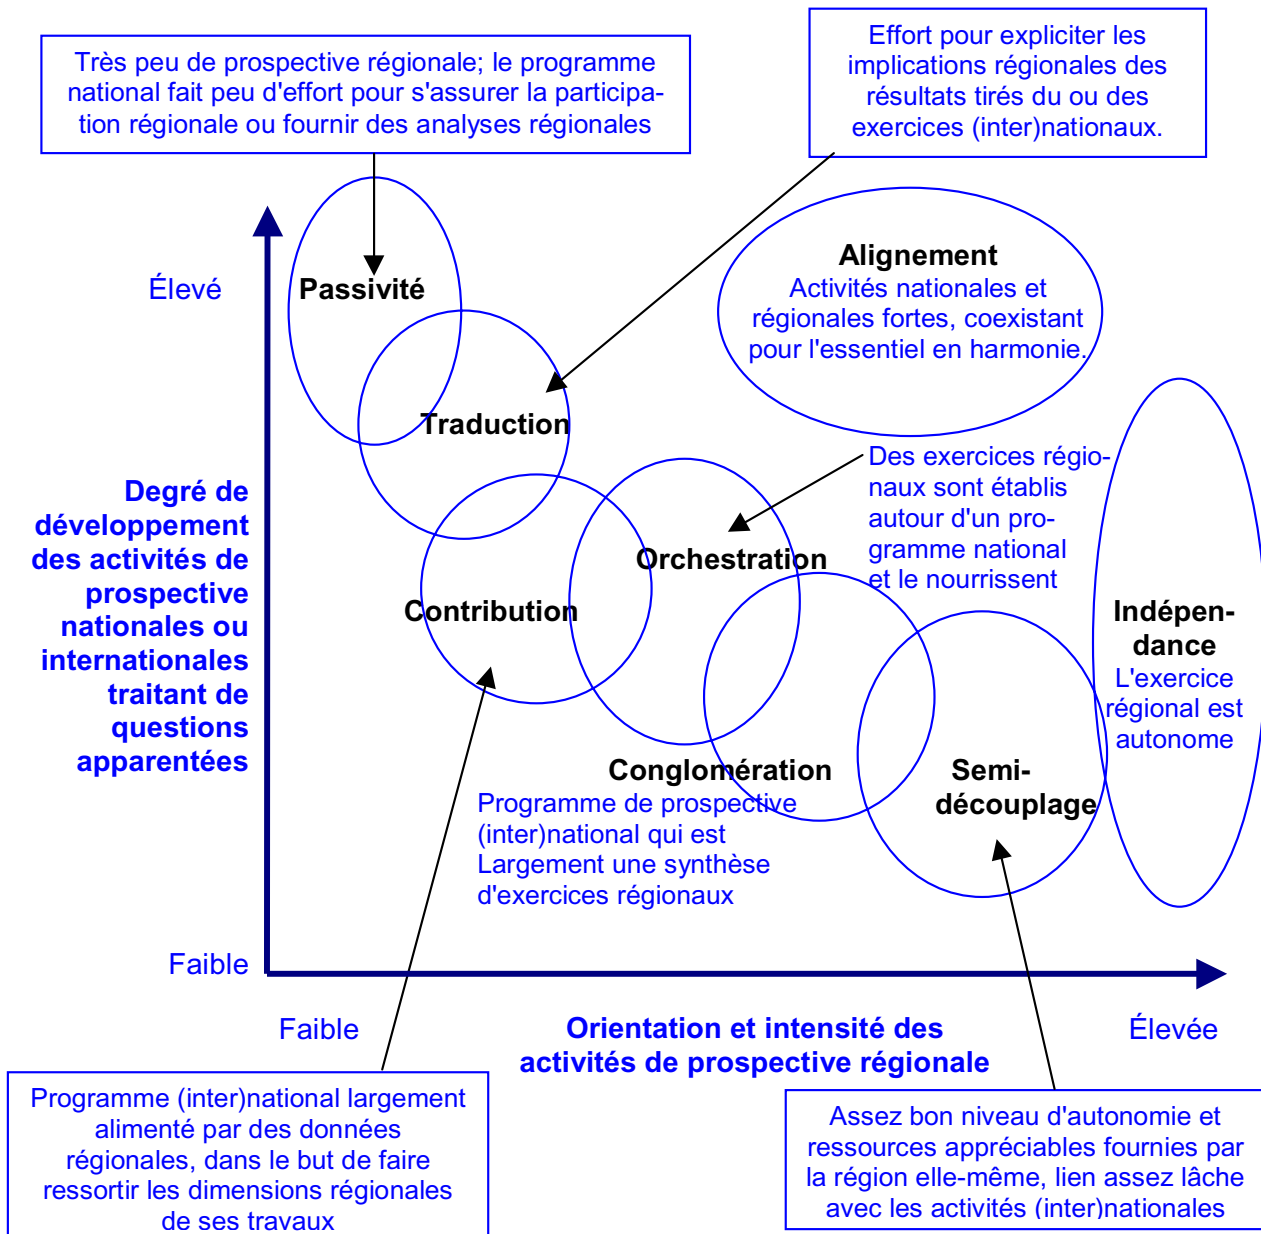 Très peu de prospective régionale; le programme
national fait peu d'effort pour s'assurer la participa-
tion régionale ou fournir des analyses régionales
Effort pour expliciter les
implications régionales des
résultats tirés du ou des
exercices (inter)nationaux.
Élevé
Passivité
Alignement
Activités nationales et
régionales fortes, coexistant
pour l'essentiel en harmonie.
Traduction
Des exercices régio-
naux sont établis
autour d'un pro-
gramme national
et le nourrissent
Degré de
développement
des activités de
prospective
nationales ou
internationales
traitant de
questions
apparentées
Orchestration
Contribution
Indépen-
dance
L'exercice
régional est
autonome
Conglomération
Programme de prospective
(inter)national qui est
Largement une synthèse
d'exercices régionaux
Semi-
découplage
Faible
Faible
Orientation et intensité des
activités de prospective régionale
Élevée
Programme (inter)national largement
alimenté par des données
régionales, dans le but de faire
ressortir les dimensions régionales
de ses travaux
Assez bon niveau d'autonomie et
ressources appréciables fournies par
la région elle-même, lien assez lâche
avec les activités (inter)nationales